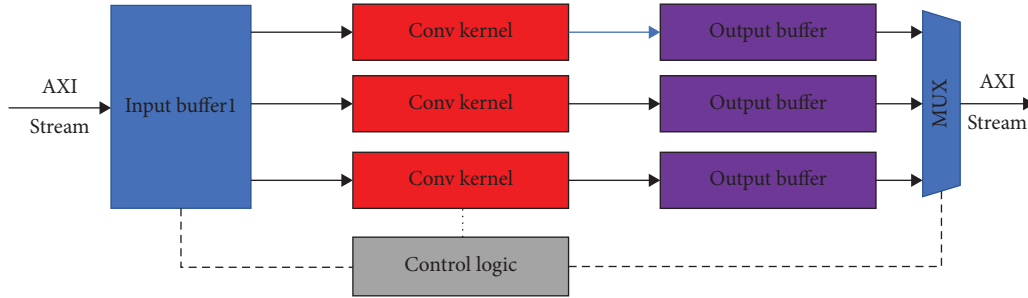 AXI
Stream
Input buffer1
Conv kernel
Output buffer
Conv kernel
Output buffer
Conv kernel
Output buffer
MUX
AXI
Stream
Control logic